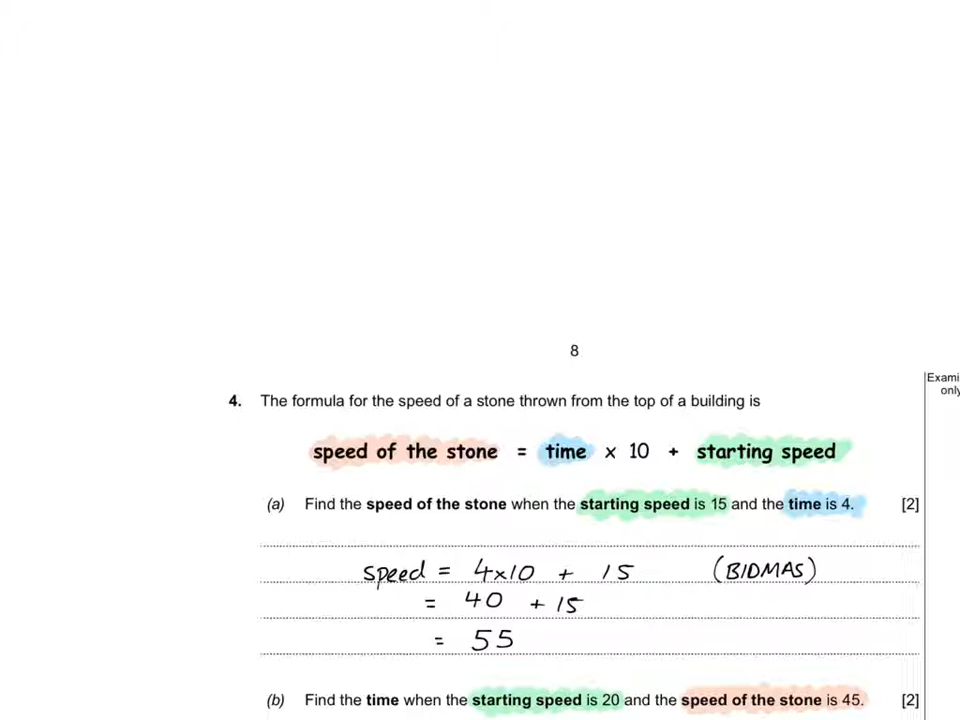 8
Exami
only
4. The formula for the speed of a stone thrown from the top of a building is
speed of the stone = time x 10 + starting speed
(a) Find the speed of the stone when the starting speed is 15 and the time is 4. [2]
speed = 4x10 + 15 (BIDMAS)
= 40 + 15
= 55
(b) Find the time when the starting speed is 20 and the speed of the stone is 45. [2]